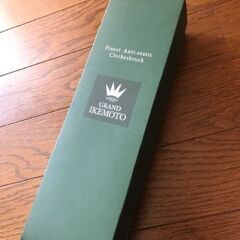 Finest Anti-static
Clothesbrush
GRAND
IKEMOTO